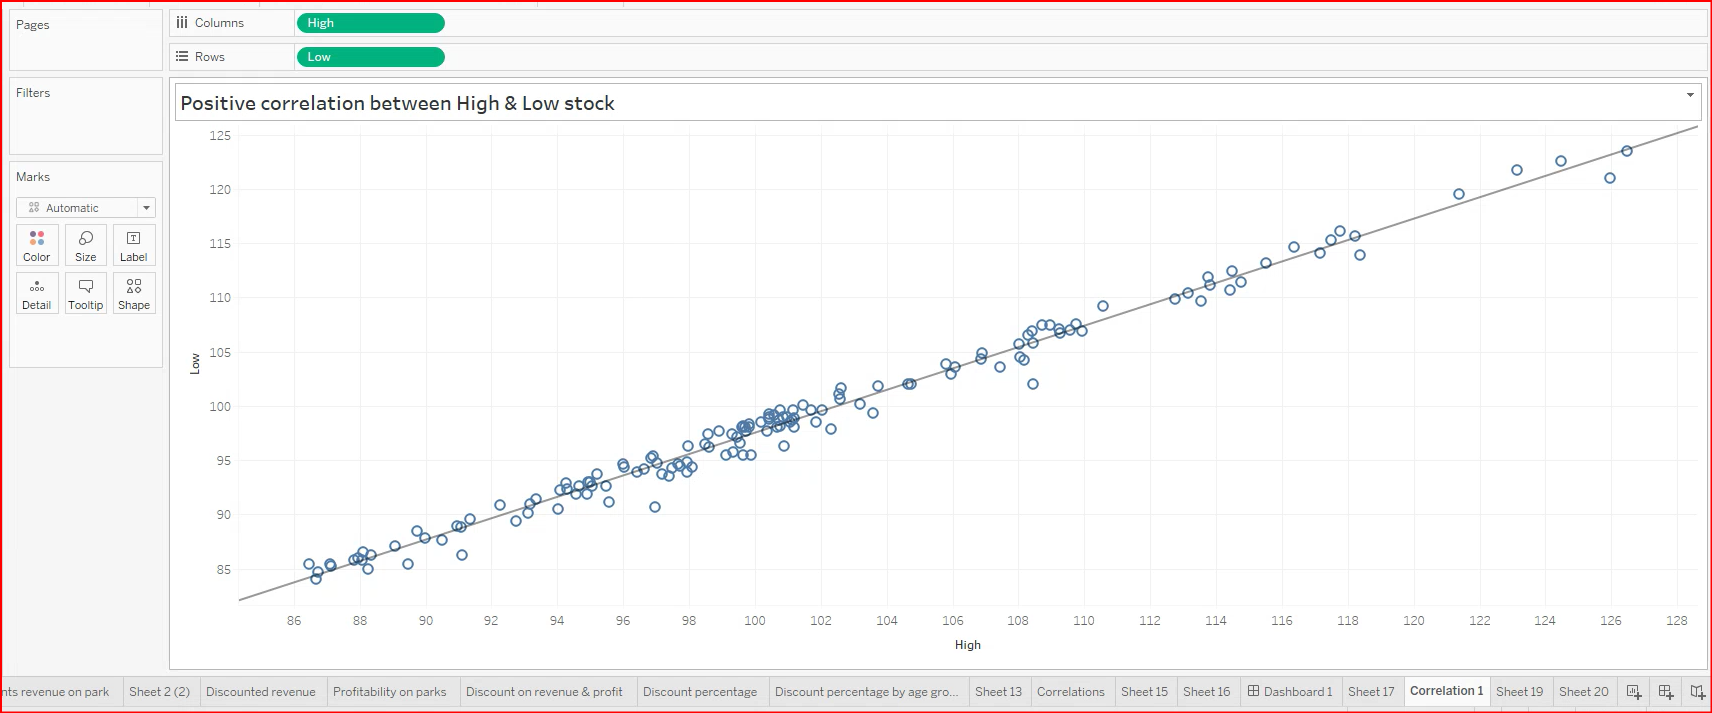 Pages
Columns
High
Rows
Low
Filters
Marks
Automatic
Color
Size
Label
Detail
Tooltip
Shape
Positive correlation between High & Low stock
125
120
115
110
105
100
95
90
85
Low
86 88 90 92 94 96 98 100 102 104 106 108 110 112 114 116 118 120 122 124 126 128
High
nts revenue on park
Sheet 2 (2)
Discounted revenue
Profitability on parks
Discount on revenue & profit
Discount percentage
Discount percentage by age gro...
Sheet 13
Correlations
Sheet 15
Sheet 16
Dashboard 1
Sheet 17
Correlation 1
Sheet 19
Sheet 20